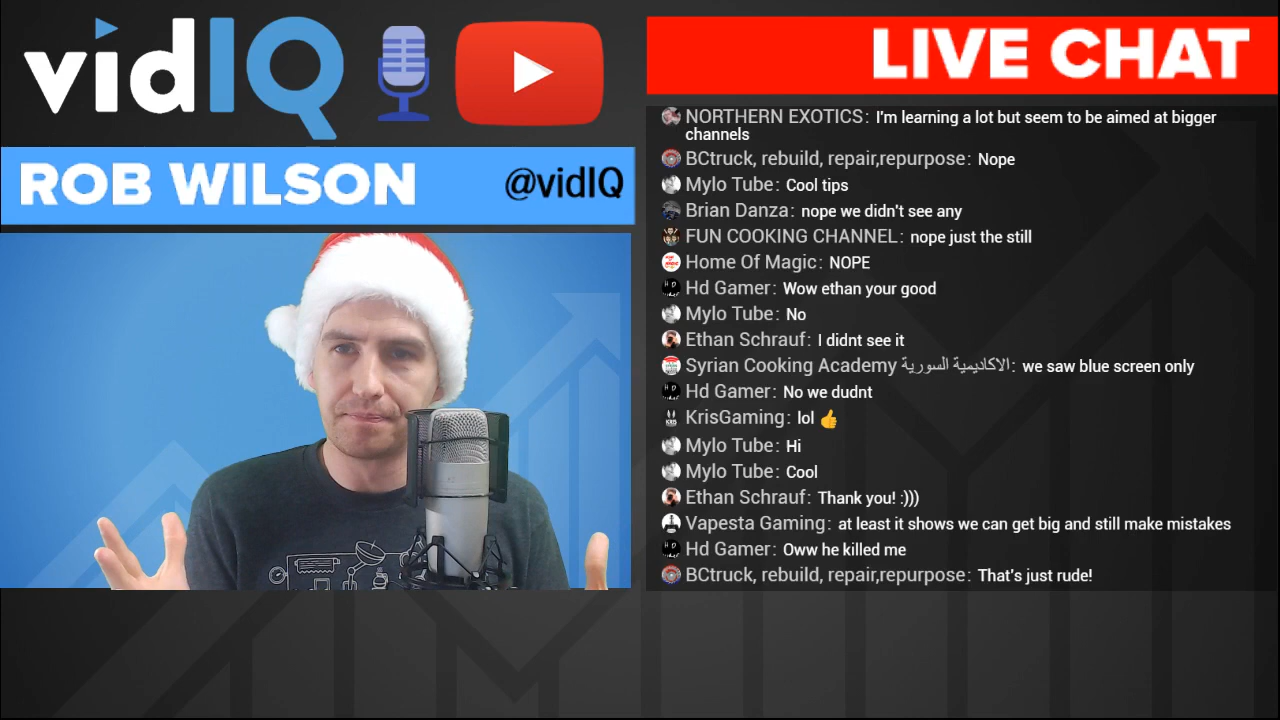 vidIQ
ROB WILSON
@vidIQ
LIVE CHAT
NORTHERN EXOTICS: I'm learning a lot but seem to be aimed at bigger
channels
BCtruck, rebuild, repair,repurpose: Nope
Mylo Tube: Cool tips
Brian Danza: nope we didn't see any
FUN COOKING CHANNEL: nope just the still
Home Of Magic: NOPE
Hd Gamer: Wow ethan your good
Mylo Tube: No
Ethan Schrauf: I didnt see it
Syrian Cooking Academy الاكاديمية السورية: we saw blue screen only
Hd Gamer: No we dudnt
KrisGaming: lol 👍
Mylo Tube: Hi
Mylo Tube: Cool
Ethan Schrauf: Thank you! :)))
Vapesta Gaming: at least it shows we can get big and still make mistakes
Hd Gamer: Oww he killed me
BCtruck, rebuild, repair,repurpose: That's just rude!